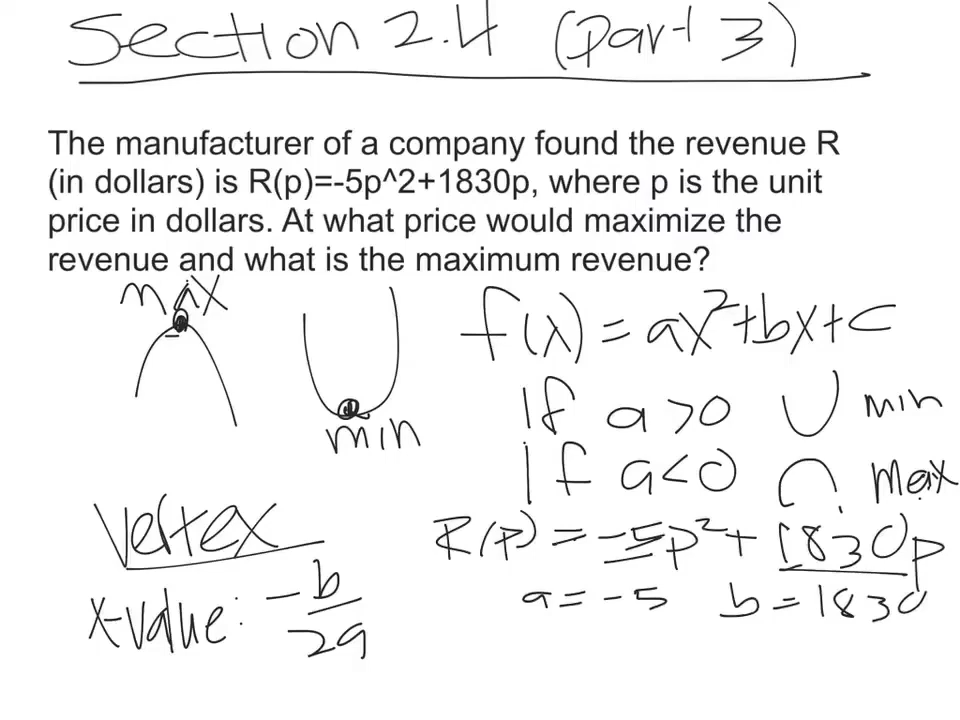 Section 2.4 (part 3)
The manufacturer of a company found the revenue R
(in dollars) is R(p)=-5p^2+1830p, where p is the unit
price in dollars. At what price would maximize the
revenue and what is the maximum revenue?
max
min
f(x) = ax²+bx+c
If a>0 ∪ min
If a<0 ∩ max
R(p) = -5p² + 1830p
a = -5 b = 1830
vertex
x-value: -b/2a